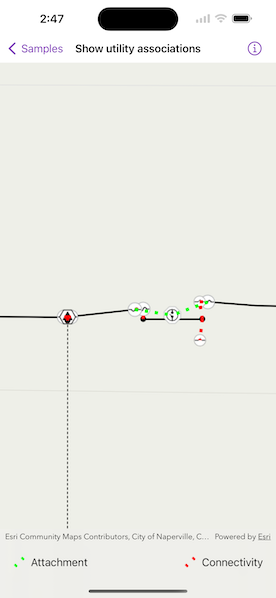 2:47
Samples
Show utility associations
Esri Community Maps Contributors, City of Naperville, C...
Powered by Esri
Attachment
Connectivity